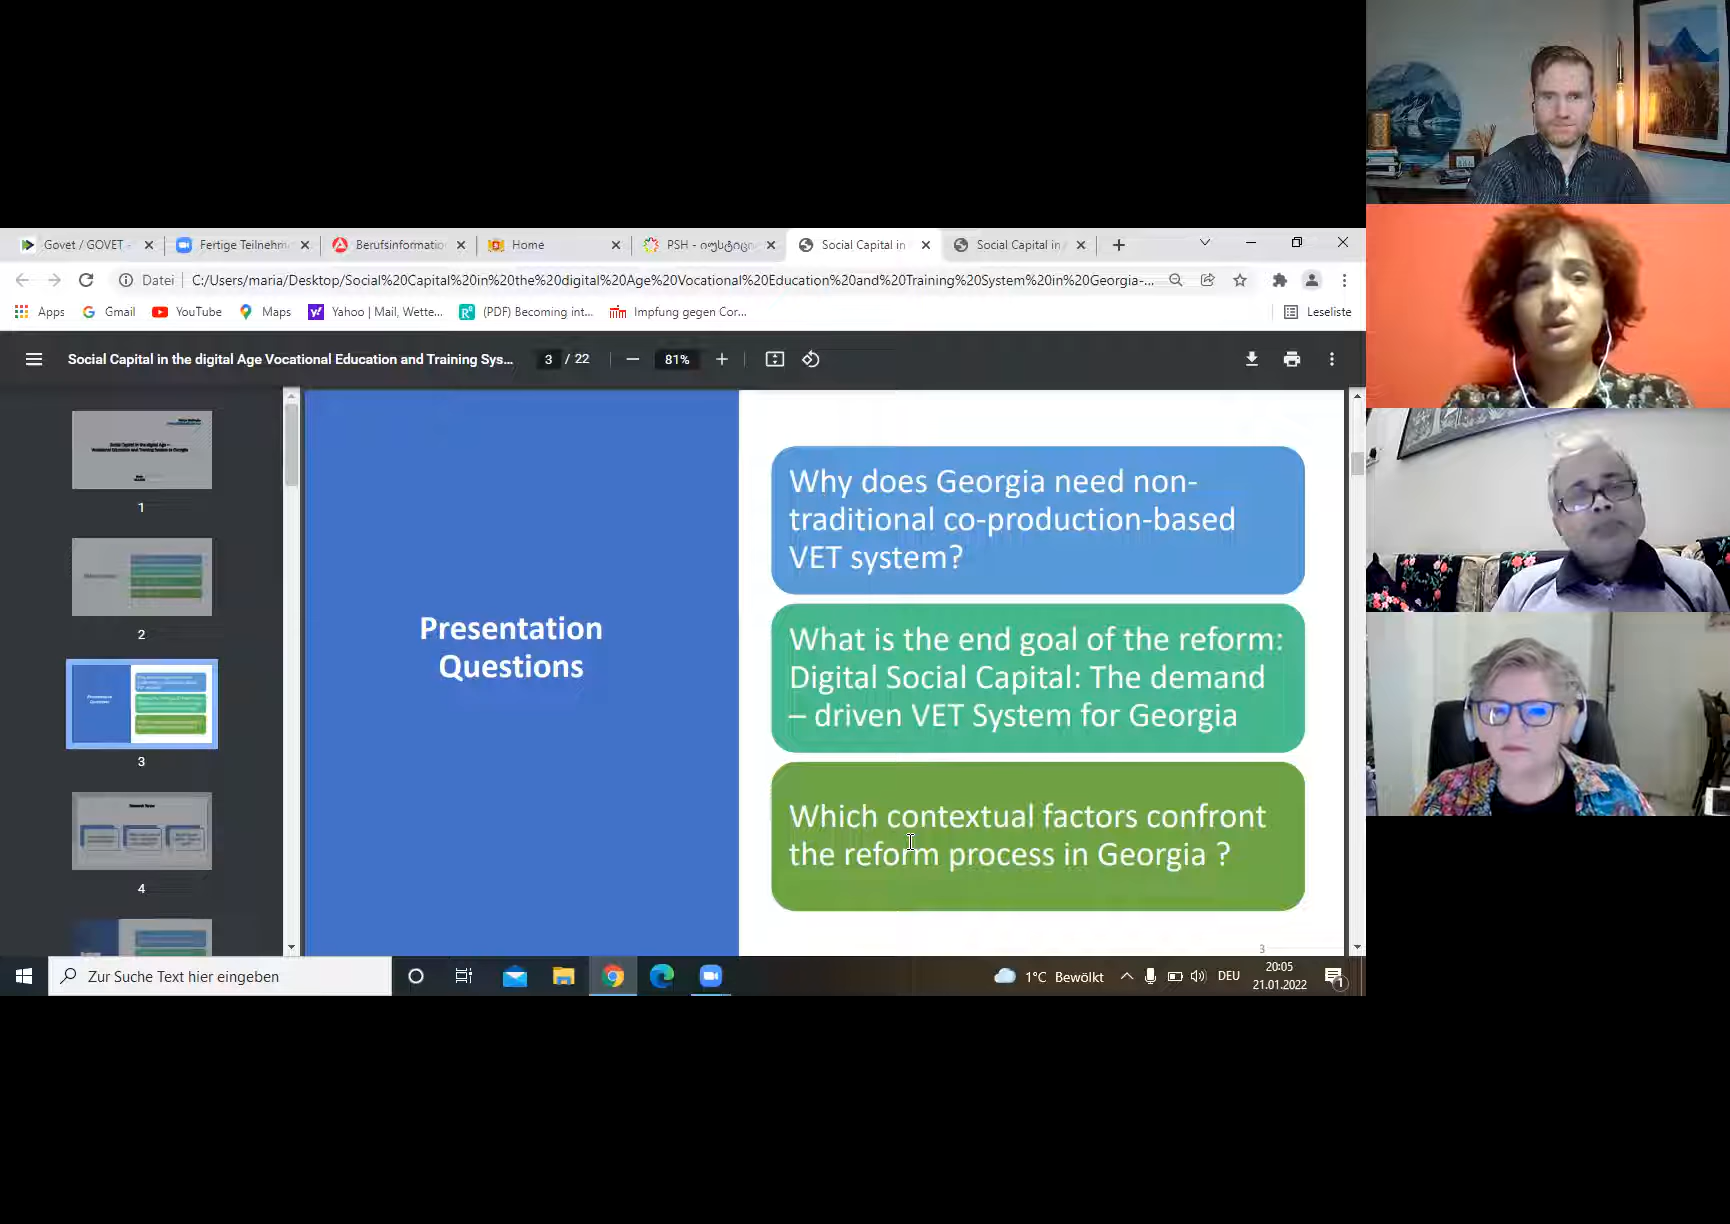 Govet / GOVET -
Fertige Teilnehm
Berufsinformatio
Home
PSH - იუსტიცი
Social Capital in
Social Capital in
Datei
C:/Users/maria/Desktop/Social%20Capital%20in%20the%20digital%20Age%20Vocational%20Education%20and%20Training%20System%20in%20Georgia-...
Apps
Gmail
YouTube
Maps
Yahoo | Mail, Wette...
(PDF) Becoming int...
Impfung gegen Cor...
Leseliste
Social Capital in the digital Age Vocational Education and Training Sys...
3 / 22
81%
1
2
3
4
Presentation
Questions
Why does Georgia need non-
traditional co-production-based
VET system?
What is the end goal of the reform:
Digital Social Capital: The demand
– driven VET System for Georgia
Which contextual factors confront
the reform process in Georgia ?
3
Zur Suche Text hier eingeben
1°C Bewölkt
DEU
20:05
21.01.2022
1